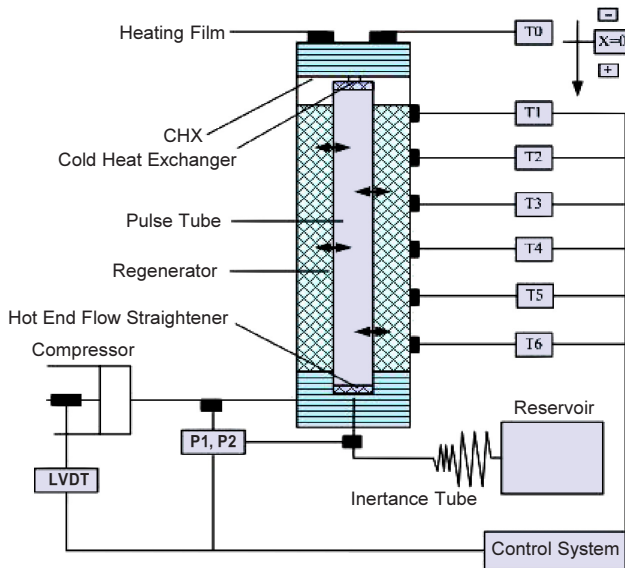 Heating Film
T0
−
X=0
+
CHX
T1
Cold Heat Exchanger
T2
T3
Pulse Tube
T4
Regenerator
T5
Hot End Flow Straightener
T6
Compressor
Reservoir
P1, P2
LVDT
Inertance Tube
Control System